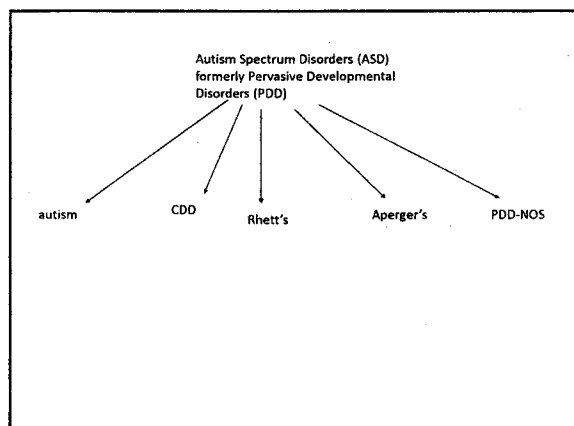 Autism Spectrum Disorders (ASD)
formerly Pervasive Developmental
Disorders (PDD)
autism
CDD
Rhett's
Aperger's
PDD-NOS